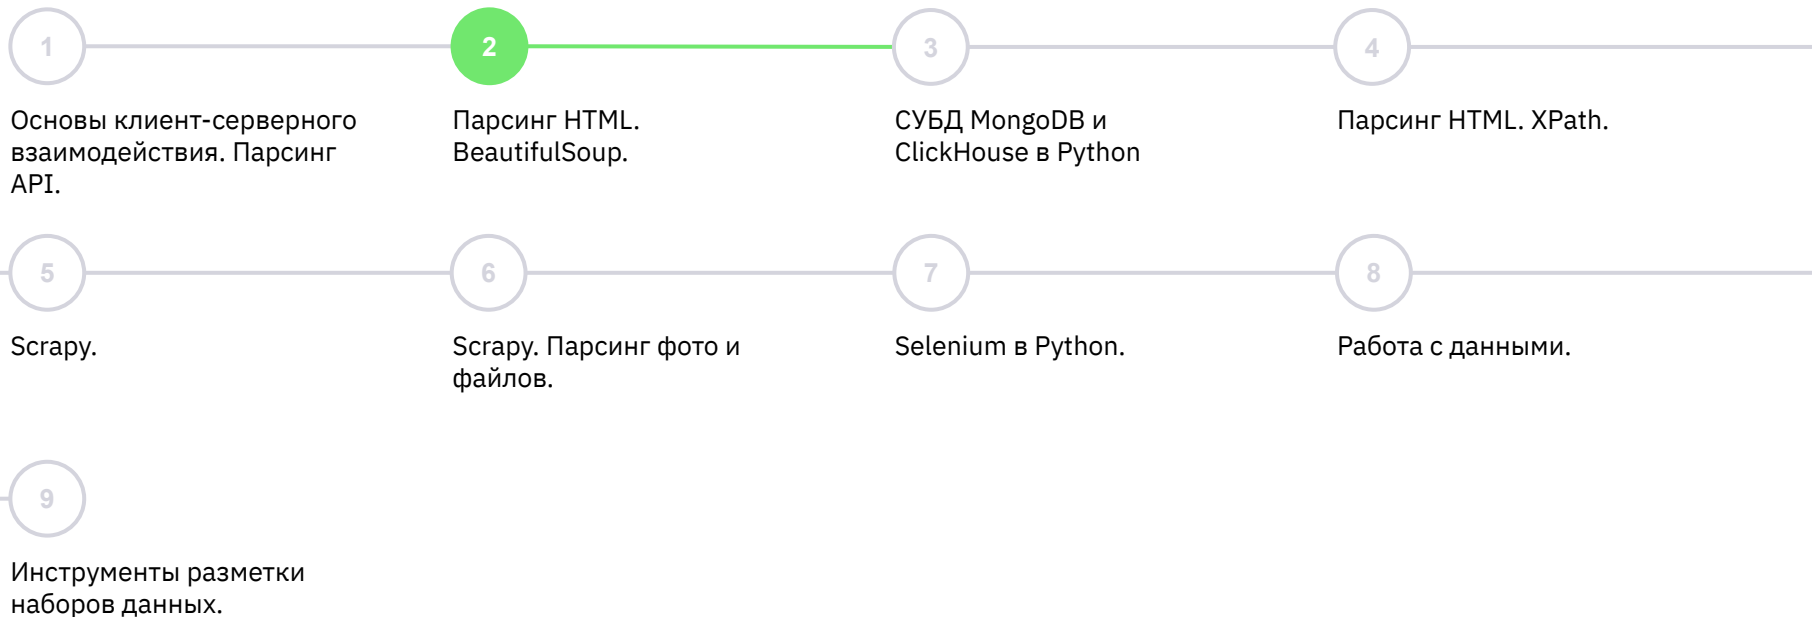 1
2
3
4
Основы клиент-серверного
взаимодействия. Парсинг
API.
Парсинг HTML.
BeautifulSoup.
СУБД MongoDB и
ClickHouse в Python
Парсинг HTML. XPath.
5
6
7
8
Scrapy.
Scrapy. Парсинг фото и
файлов.
Selenium в Python.
Работа с данными.
9
Инструменты разметки
наборов данных.